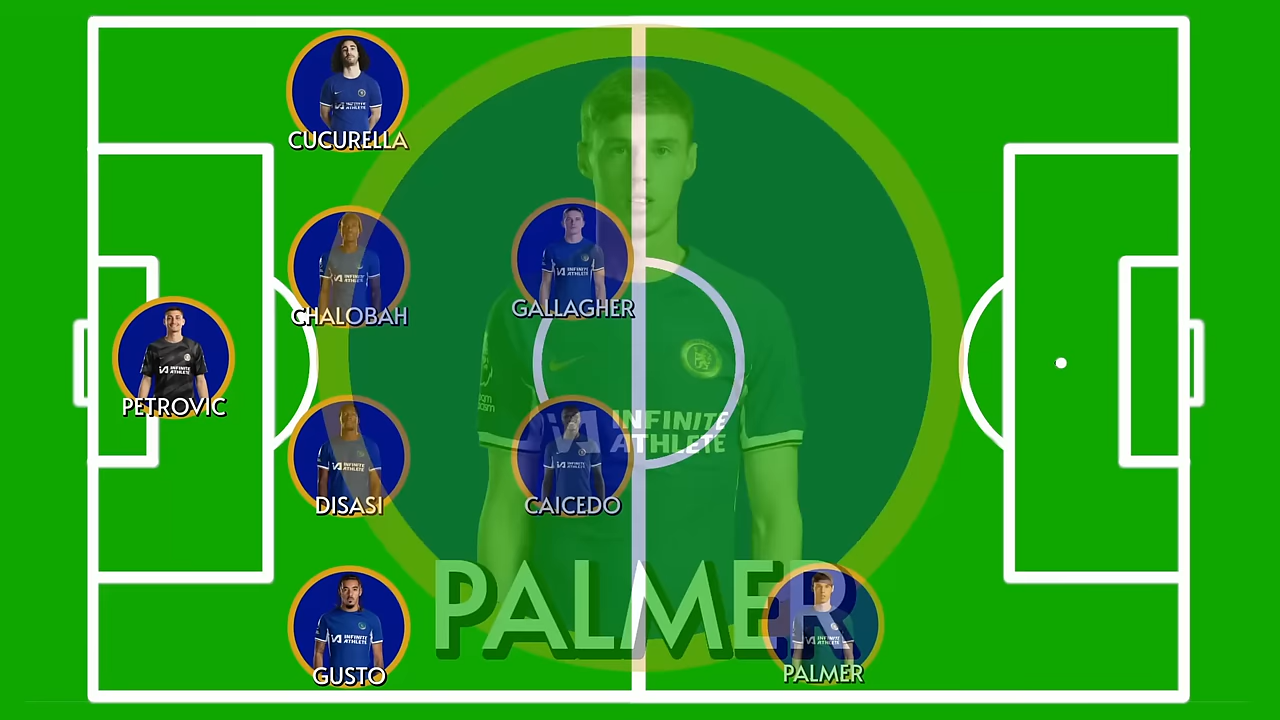 CUCURELLA
CHALOBAH
GALLAGHER
PETROVIC
INFINITE
ATHLETE
DISASI
CAICEDO
PALMER
GUSTO
PALMER